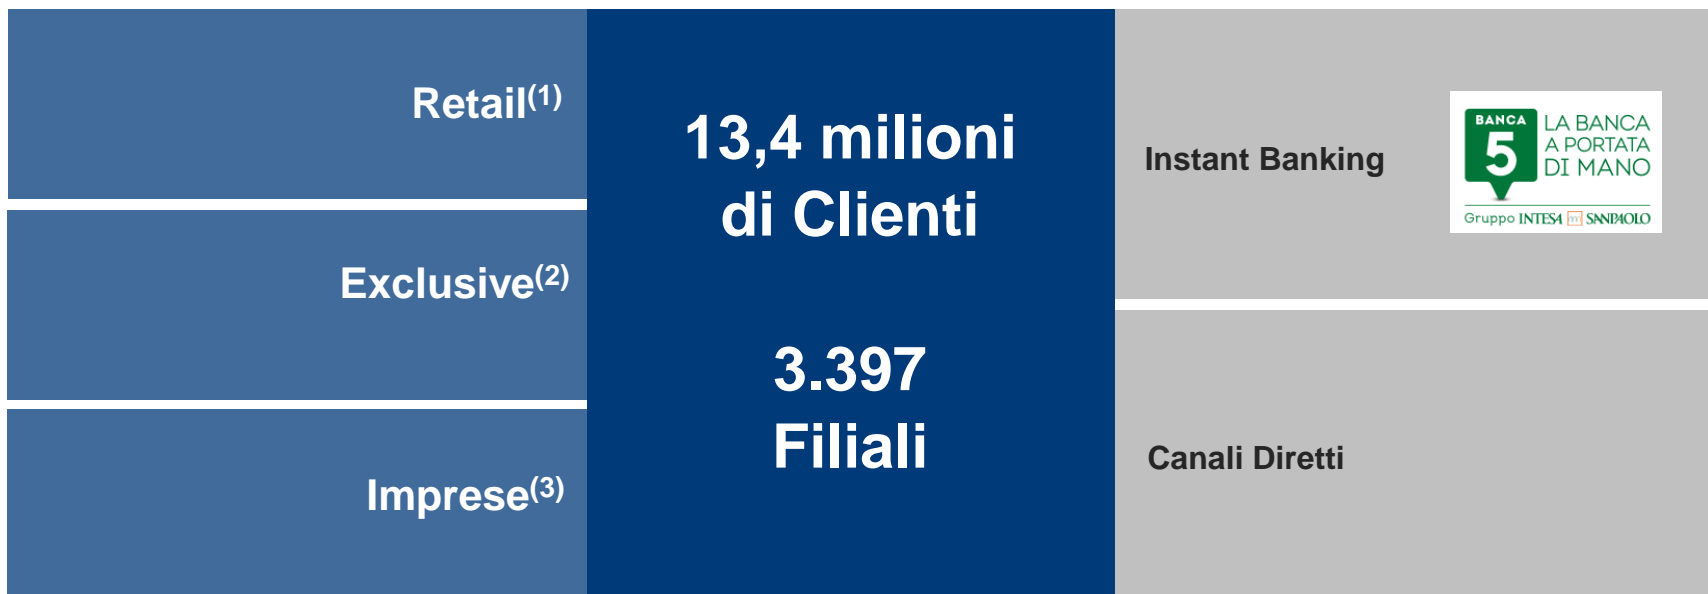 Retail(1)
Exclusive(2)
Imprese(3)
13,4 milioni
di Clienti
3.397
Filiali
Instant Banking
BANCA
5
LA BANCA
A PORTATA
DI MANO
Gruppo INTESA SANPAOLO
Canali Diretti